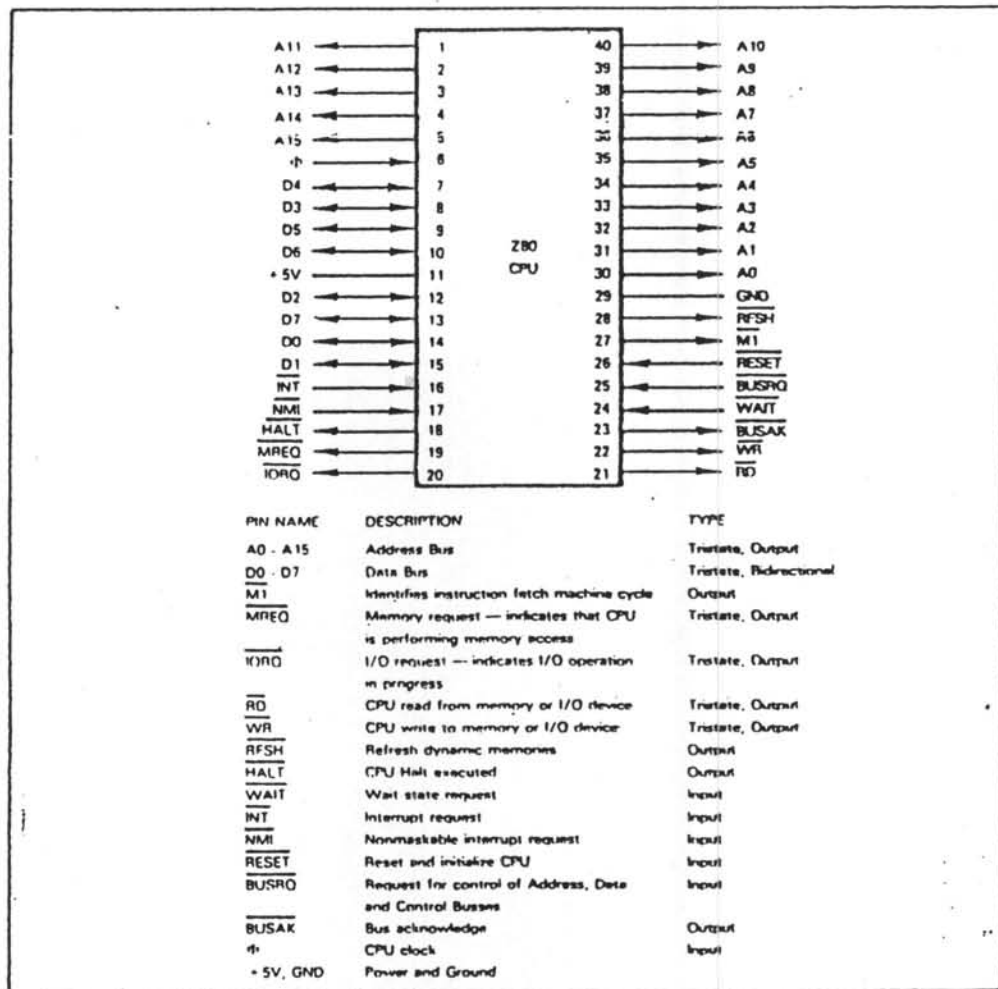 A11 1 40 A10
A12 2 39 A9
A13 3 38 A8
A14 4 37 A7
A15 5 36 A6
Φ 6 35 A5
D4 7 34 A4
D3 8 33 A3
D5 9 32 A2
D6 10 Z80 31 A1
+ 5V 11 CPU 30 A0
D2 12 29 GND
D7 13 28 RFSH
D0 14 27 M1
D1 15 26 RESET
INT 16 25 BUSRQ
NMI 17 24 WAIT
HALT 18 23 BUSAK
MREQ 19 22 WR
IORQ 20 21 RD
PIN NAME DESCRIPTION TYPE
A0 - A15 Address Bus Tristate, Output
D0 - D7 Data Bus Tristate, Bidirectional
M1 Identifies instruction fetch machine cycle Output
MREQ Memory request — indicates that CPU Tristate, Output
is performing memory access
IORQ I/O request — indicates I/O operation Tristate, Output
in progress
RD CPU read from memory or I/O device Tristate, Output
WR CPU write to memory or I/O device Tristate, Output
RFSH Refresh dynamic memories Output
HALT CPU Halt executed Output
WAIT Wait state request Input
INT Interrupt request Input
NMI Nonmaskable interrupt request Input
RESET Reset and initialize CPU Input
BUSRQ Request for control of Address, Data Input
and Control Busses
BUSAK Bus acknowledge Output
Φ CPU clock Input
+ 5V, GND Power and Ground